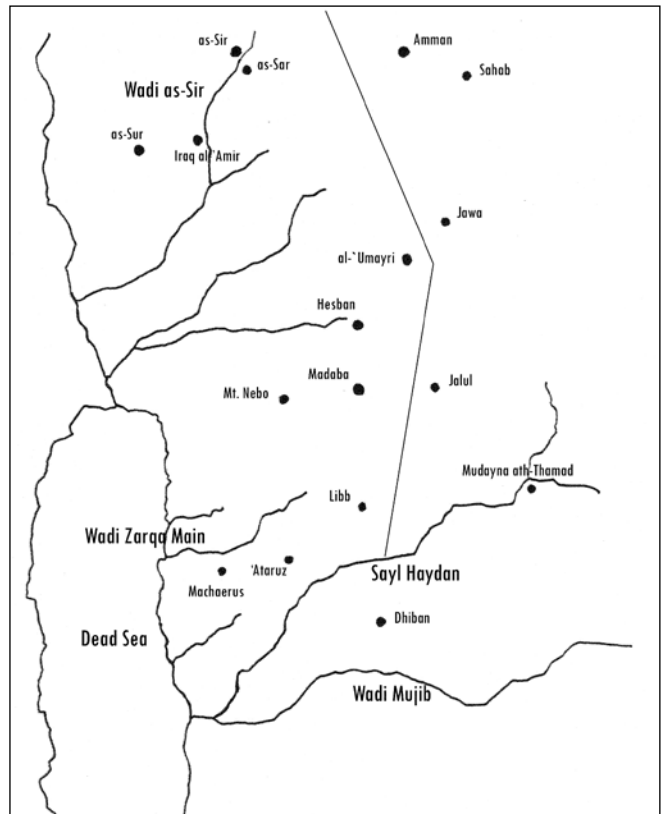 as-Sir
Amman
as-Sar
Sahab
Wadi as-Sir
as-Sur
Iraq al-'Amir
Jawa
al-`Umayri
Hesban
Madaba
Jalul
Mt. Nebo
Mudayna ath-Thamad
Libb
Wadi Zarqa Main
'Ataruz
Sayl Haydan
Machaerus
Dhiban
Dead Sea
Wadi Mujib